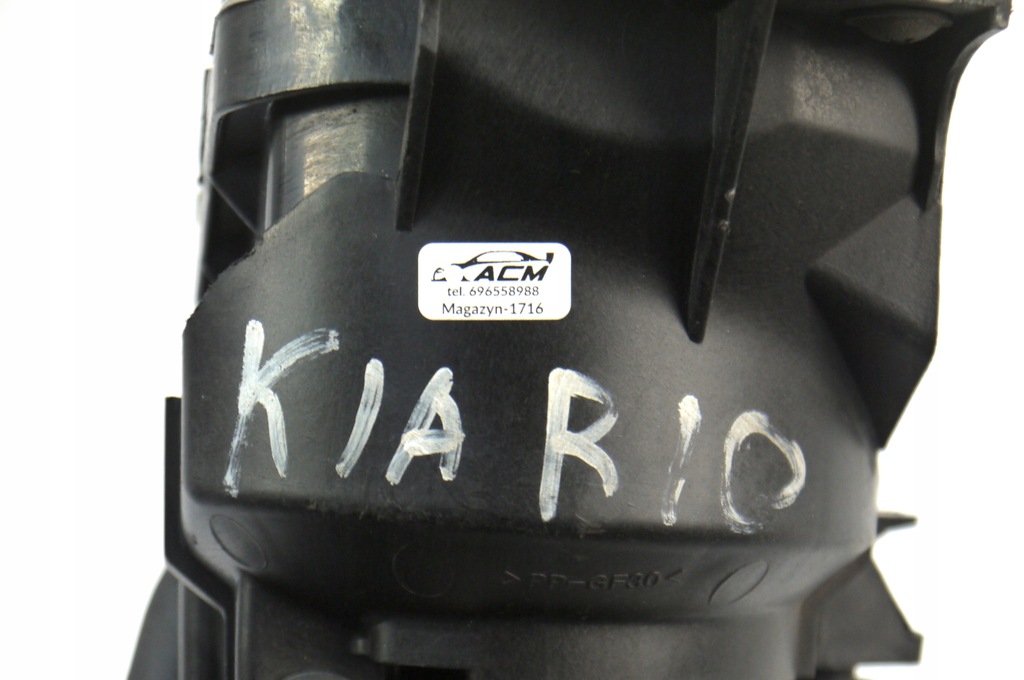 ACM
tel. 696558988
Magazyn-1716
KIA RIO
>PP-GF30<